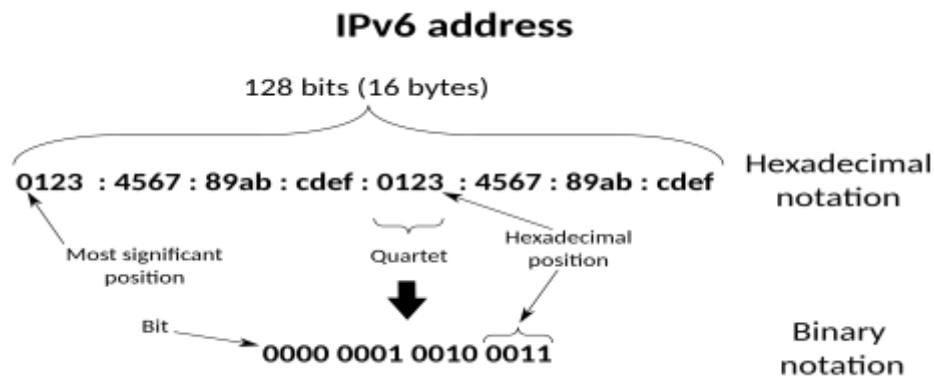 IPv6 address
128 bits (16 bytes)
0123 : 4567 : 89ab : cdef : 0123 : 4567 : 89ab : cdef
Hexadecimal
notation
Most significant
position
Quartet
Hexadecimal
position
Bit
0000 0001 0010 0011
Binary
notation